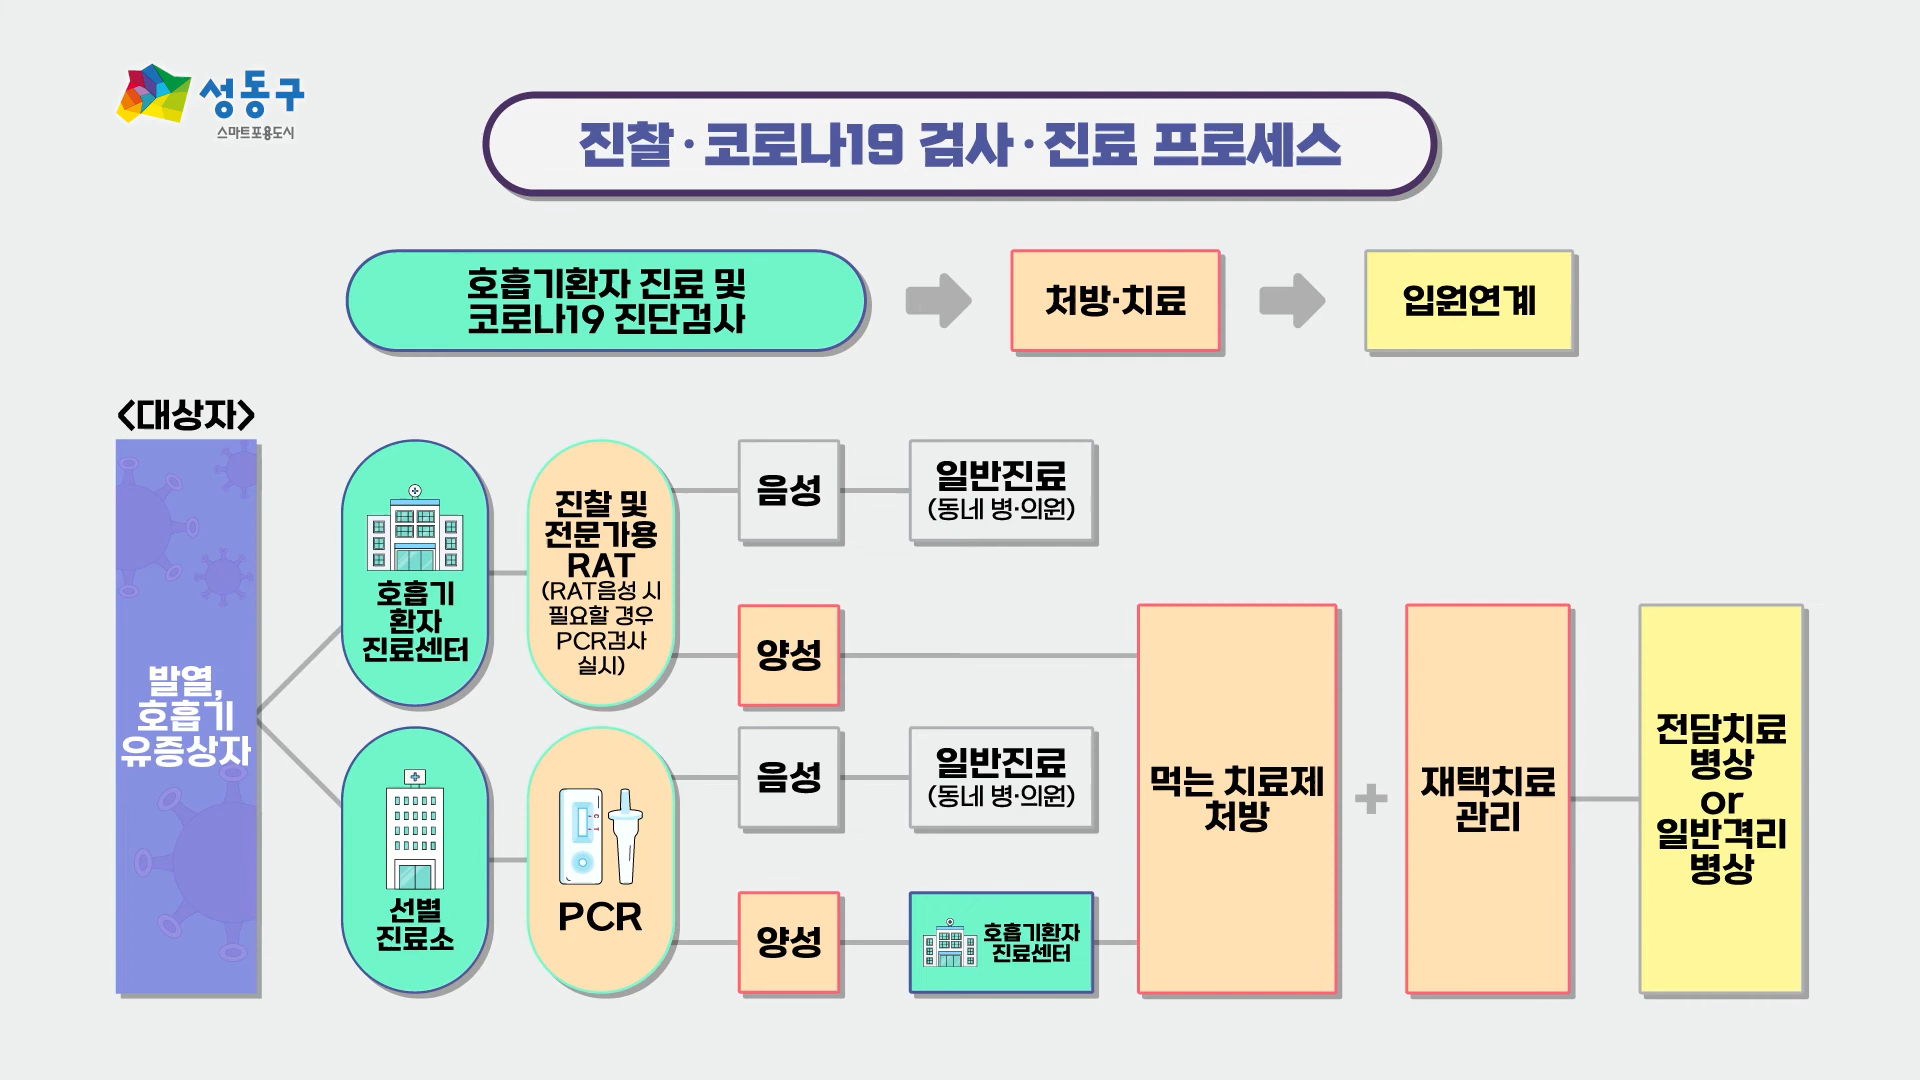 성동구
스마트포용도시
진찰·코로나19 검사·진료 프로세스
호흡기환자 진료 및
코로나19 진단검사
처방·치료
입원연계
<대상자>
발열,
호흡기
유증상자
호흡기
환자
진료센터
진찰 및
전문가용
RAT
(RAT음성 시
필요할 경우
PCR검사
실시)
음성
일반진료
(동네 병·의원)
양성
선별
진료소
PCR
음성
일반진료
(동네 병·의원)
양성
호흡기환자
진료센터
먹는 치료제
처방
+
재택치료
관리
전담치료
병상
or
일반격리
병상